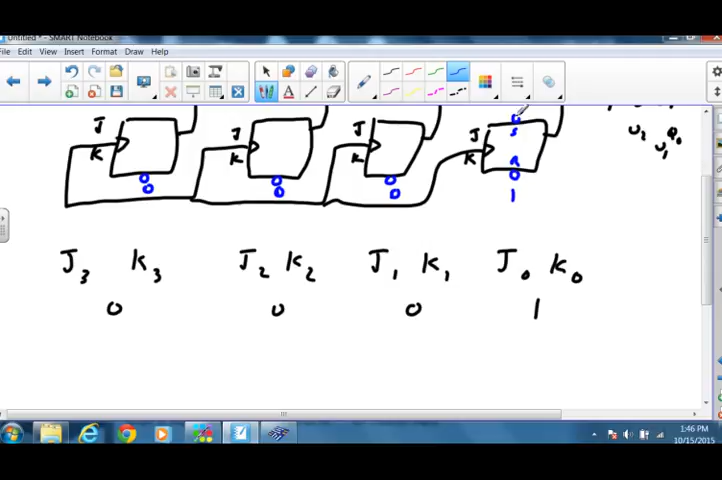 Untitled * - SMART Notebook
File Edit View Insert Format Draw Help
J J J J
K K K K
S
R
0 0 0 1
J₃ K₃ J₂ K₂ J₁ K₁ J₀ K₀
0 0 0 1
1:46 PM
10/15/2015